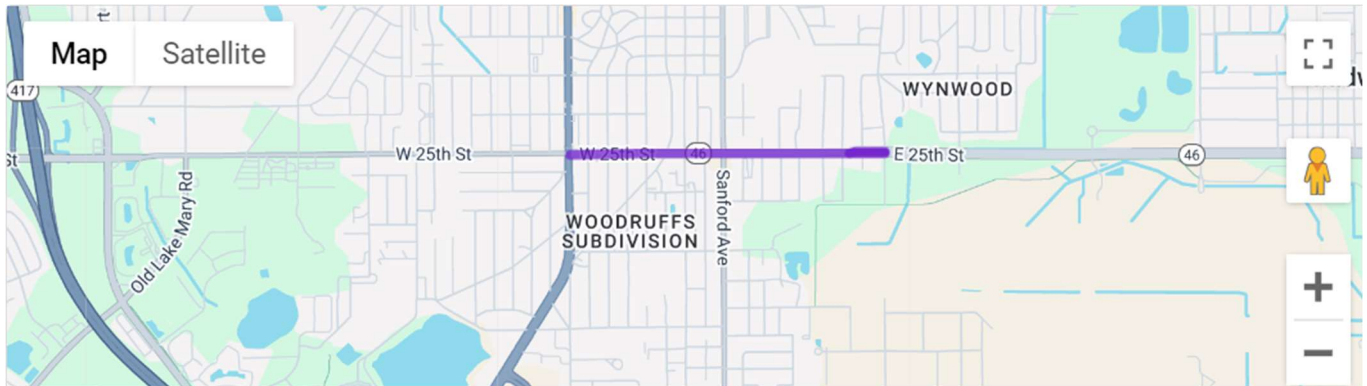 Map
Satellite
417
WYNWOOD
St
W 25th St
W 25th St
46
E 25th St
46
Old Lake Mary Rd
Sanford Ave
WOODRUFFS
SUBDIVISION